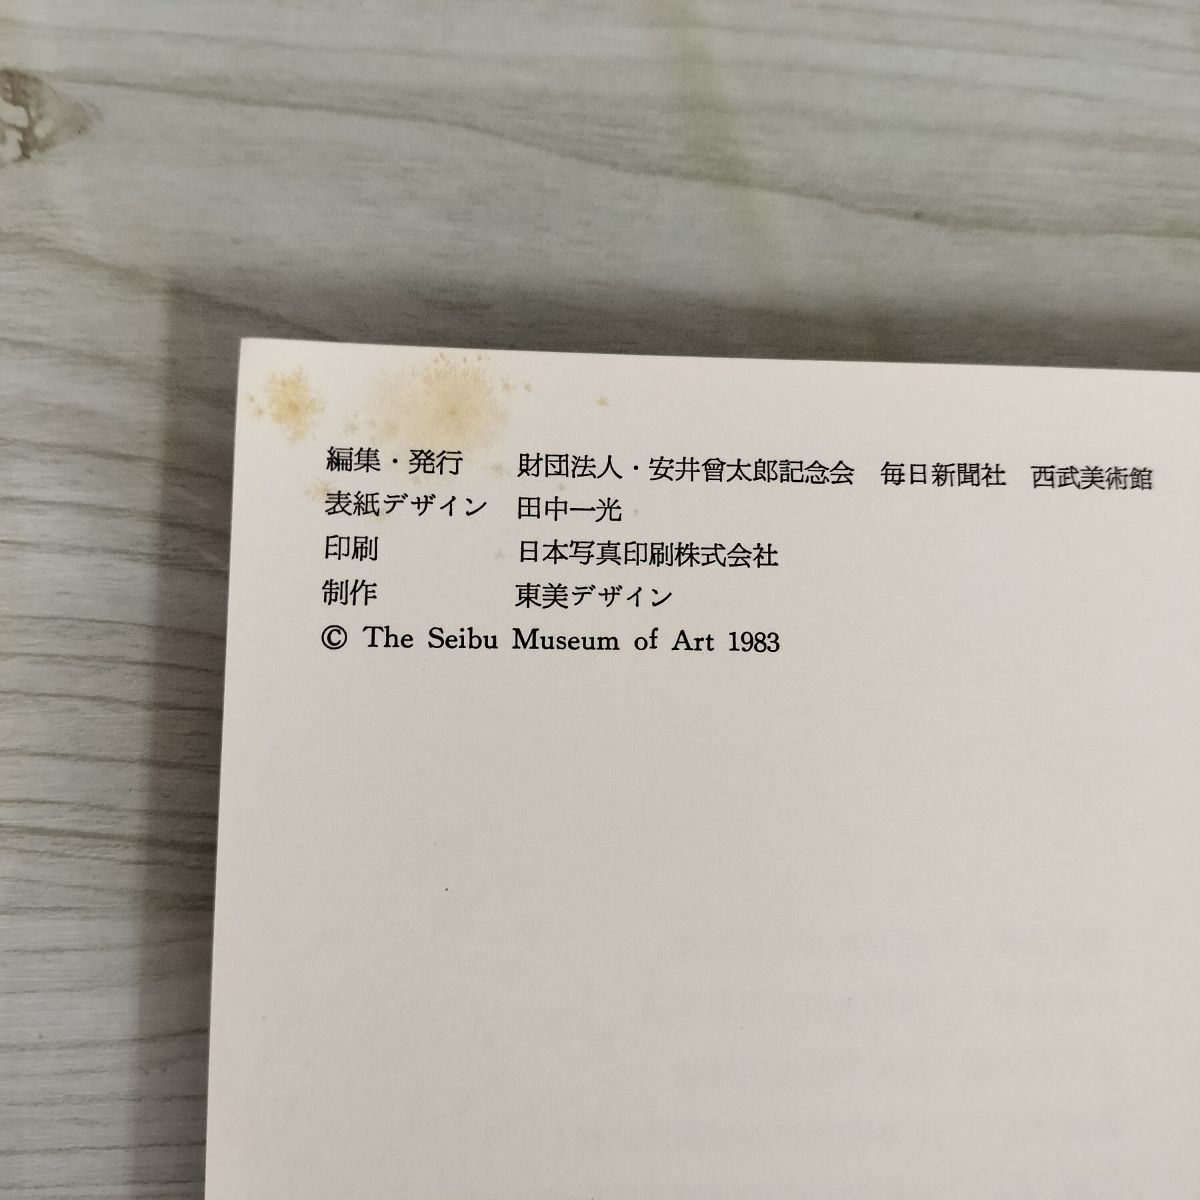 編集・発行　財団法人・安井曾太郎記念会　毎日新聞社　西武美術館
表紙デザイン　田中一光
印刷　日本写真印刷株式会社
制作　東美デザイン
© The Seibu Museum of Art 1983